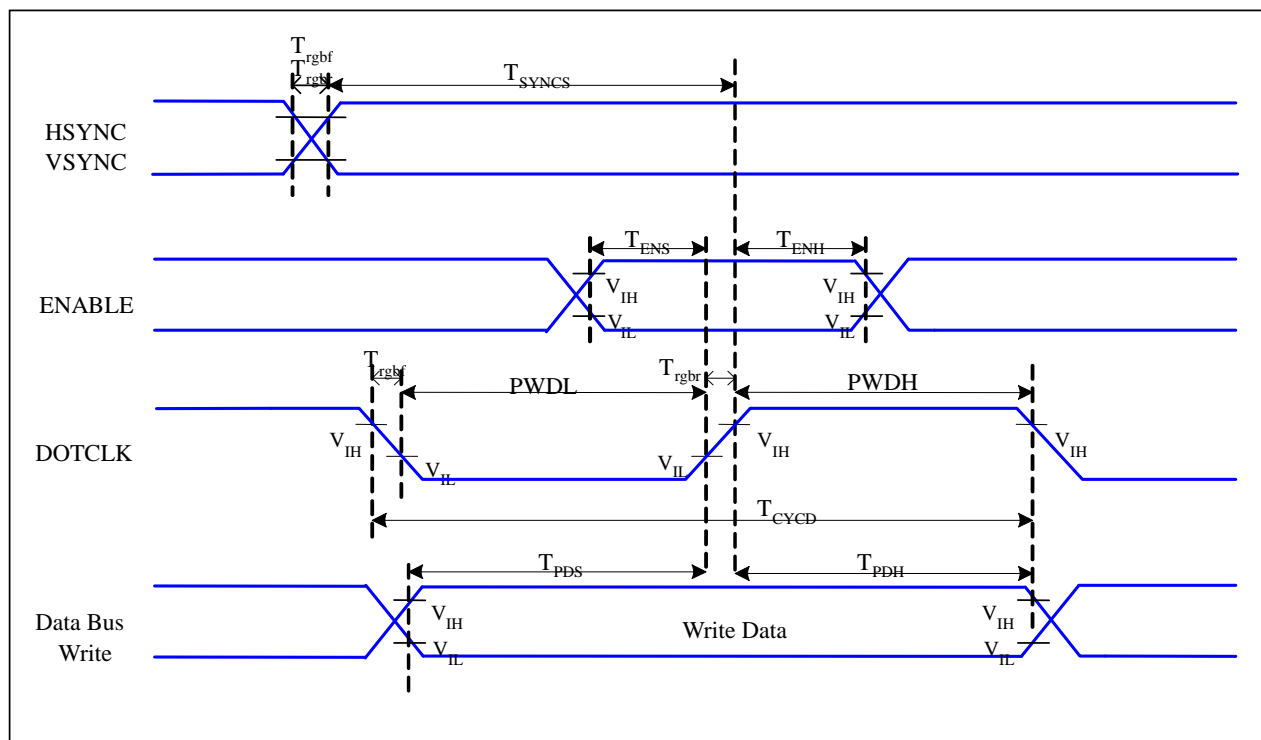 Trgbf
Trgbr
TSYNCS
HSYNC
VSYNC
TENS
TENH
ENABLE
VIH
VIH
VIL
VIL
Trgbf
Trgbr
PWDL
PWDH
DOTCLK
VIH
VIL
VIL
VIH
VIH
TCYCD
TPDS
TPDH
Data Bus
Write
VIH
VIH
Write Data
VIL
VIL